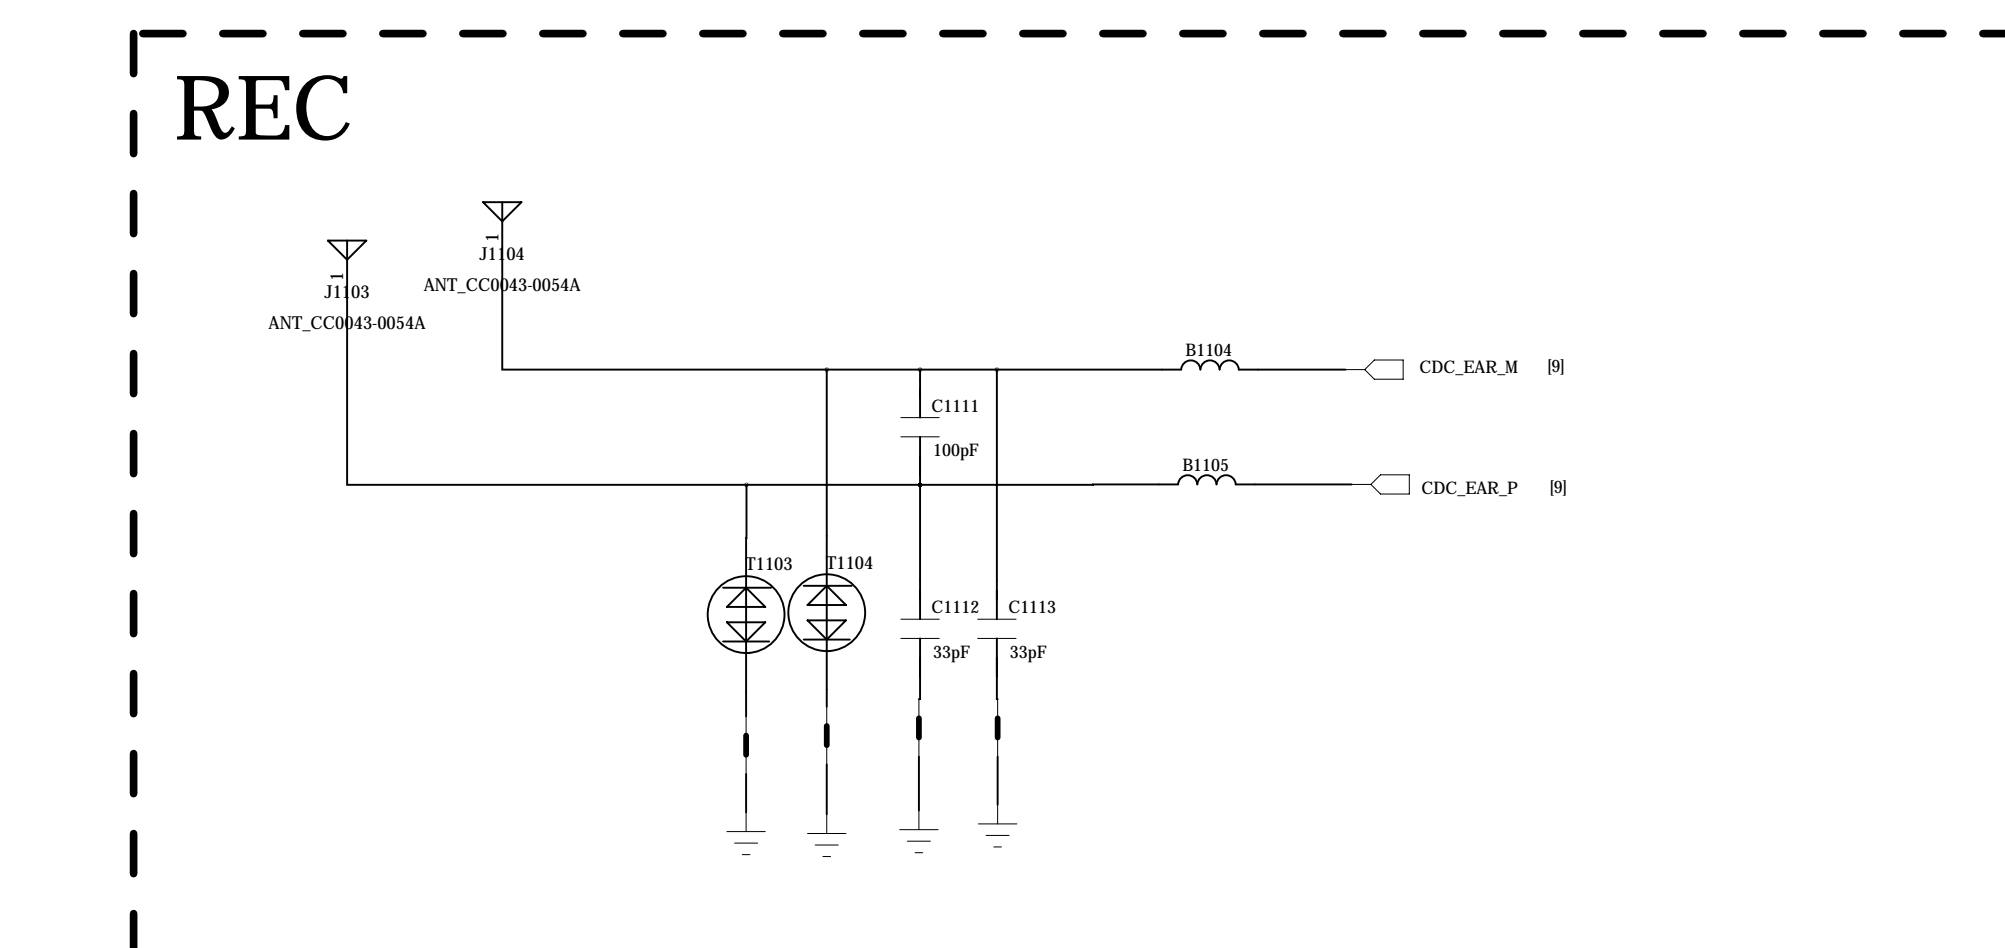 REC
1
J1104
ANT_CC0043-0054A
1
J1103
ANT_CC0043-0054A
B1104
CDC_EAR_M [9]
C1111
100pF
B1105
CDC_EAR_P [9]
T1103
T1104
C1112
C1113
33pF
33pF